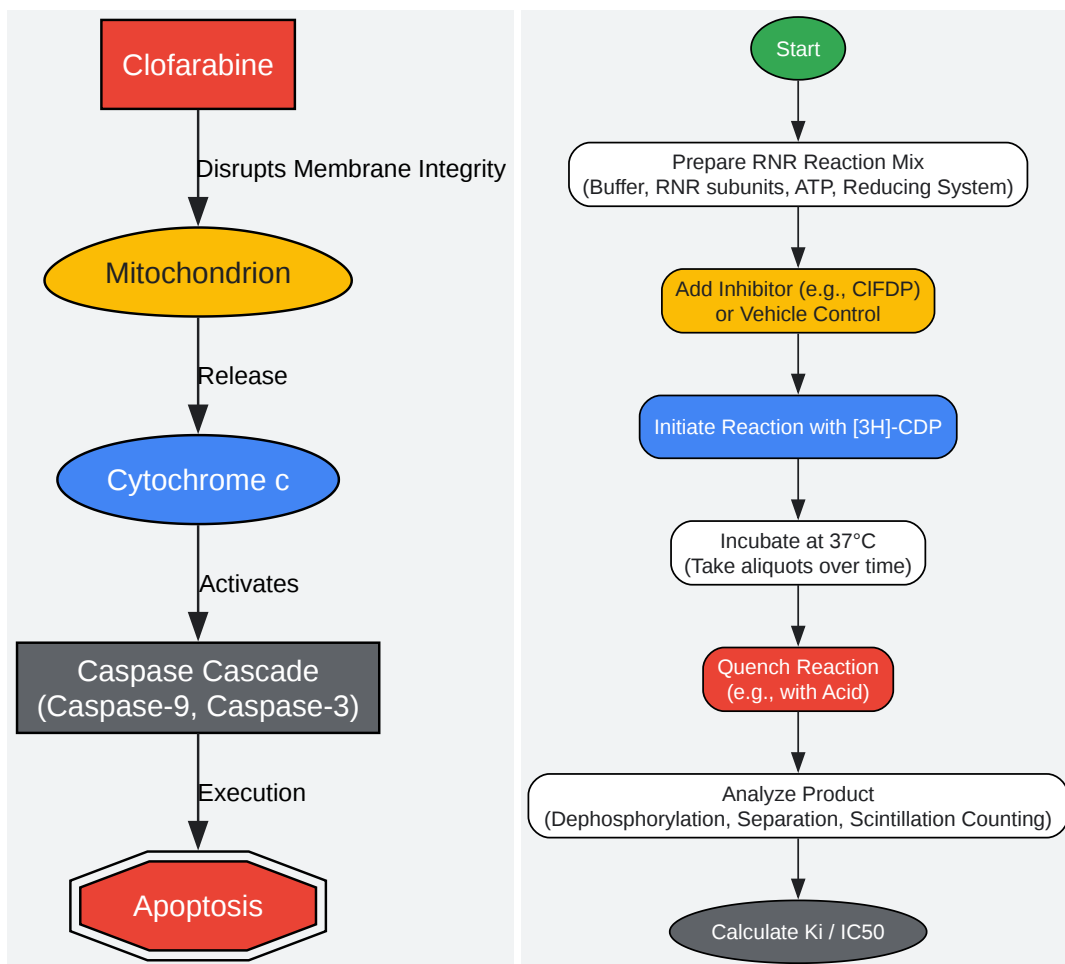 Clofarabine
Disrupts Membrane Integrity
Mitochondrion
Release
Cytochrome c
Activates
Caspase Cascade
(Caspase-9, Caspase-3)
Execution
Apoptosis
Start
Prepare RNR Reaction Mix
(Buffer, RNR subunits, ATP, Reducing System)
Add Inhibitor (e.g., ClFDP)
or Vehicle Control
Initiate Reaction with [3H]-CDP
Incubate at 37°C
(Take aliquots over time)
Quench Reaction
(e.g., with Acid)
Analyze Product
(Dephosphorylation, Separation, Scintillation Counting)
Calculate Ki / IC50